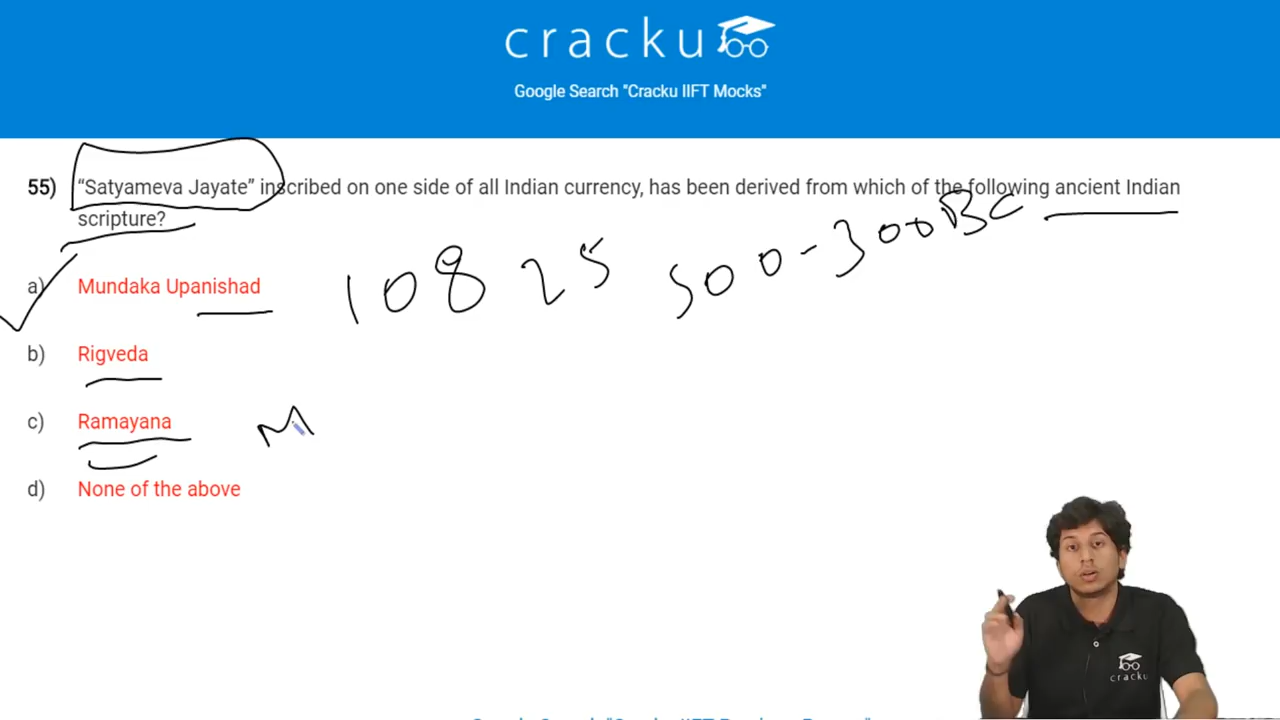 cracku
Google Search "Cracku IIFT Mocks"
55) “Satyameva Jayate” inscribed on one side of all Indian currency, has been derived from which of the following ancient Indian
scripture?
a) Mundaka Upanishad 108 25 500-300BC
b) Rigveda
c) Ramayana M
d) None of the above
cracku